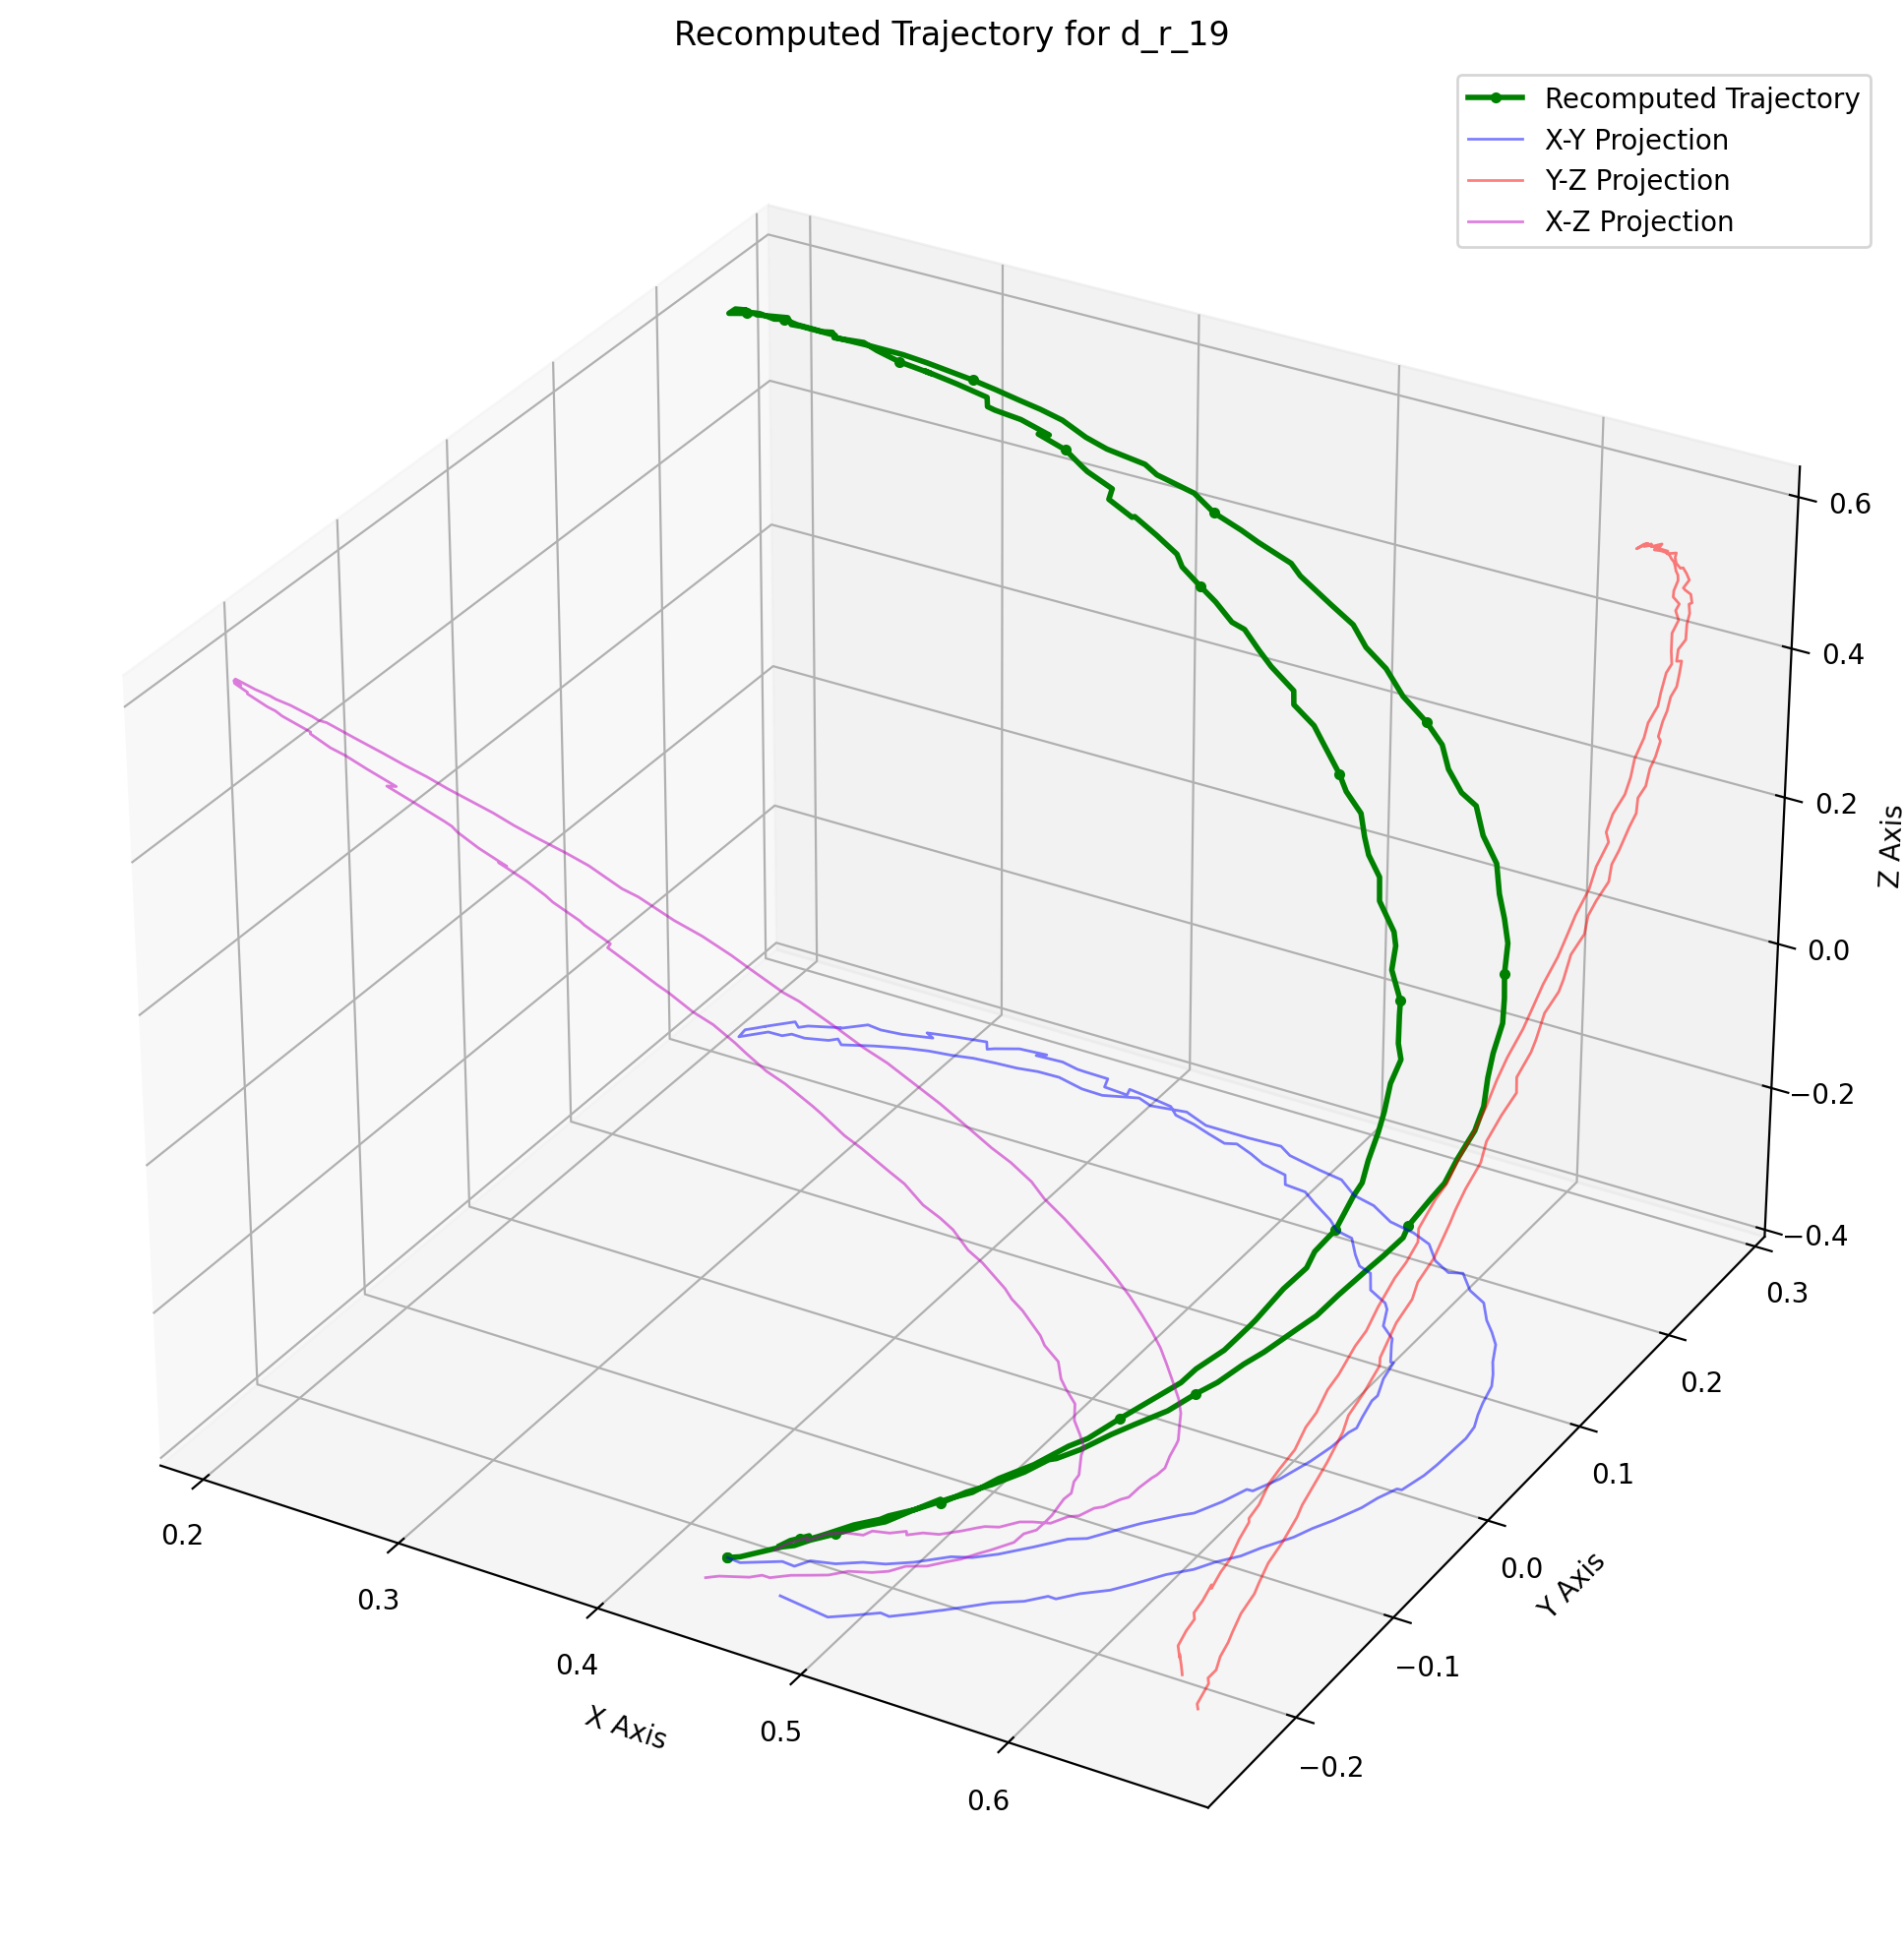 Recomputed Trajectory for d_r_19
Recomputed Trajectory
X-Y Projection
Y-Z Projection
X-Z Projection
0.6
0.4
0.2
0.0
−0.2
−0.4
Z Axis
0.3
0.2
0.1
0.0
−0.1
−0.2
Y Axis
0.2
0.3
0.4
0.5
0.6
X Axis